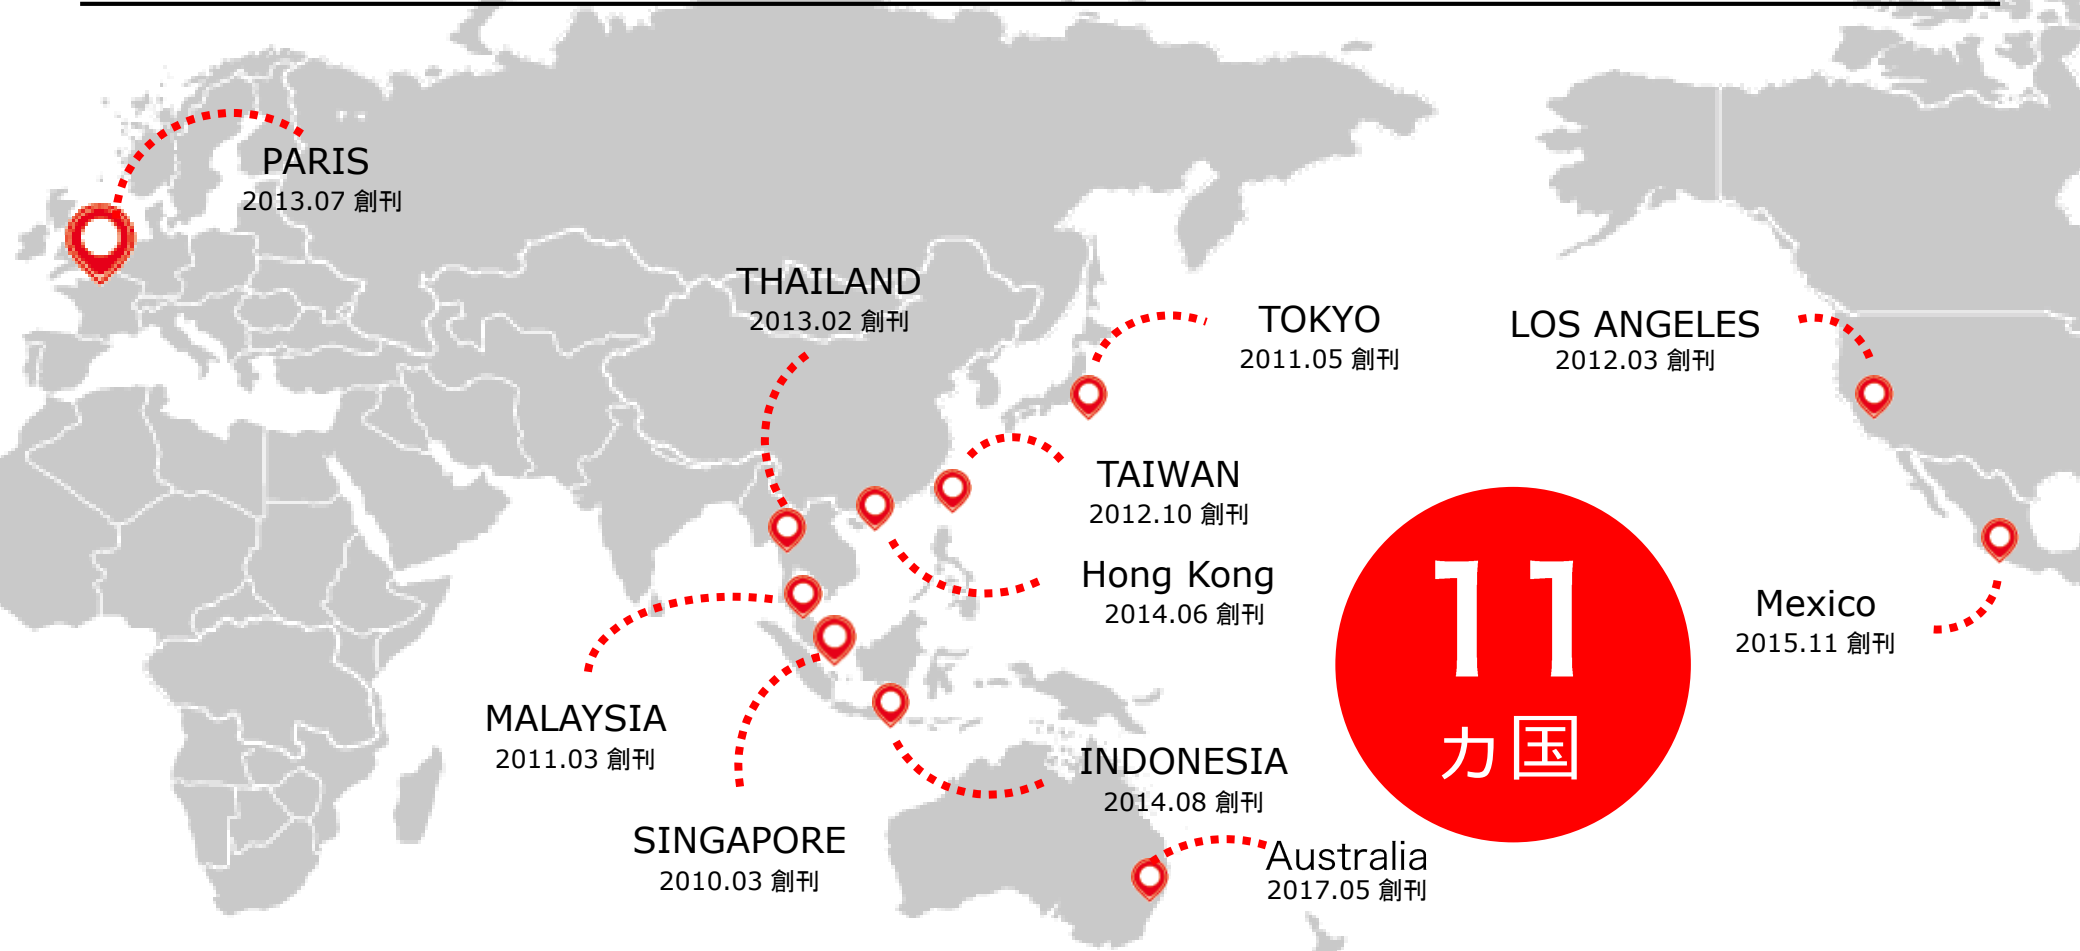 PARIS
2013.07 創刊
THAILAND
2013.02 創刊
TOKYO
2011.05 創刊
LOS ANGELES
2012.03 創刊
TAIWAN
2012.10 創刊
Hong Kong
2014.06 創刊
11
カ国
Mexico
2015.11 創刊
MALAYSIA
2011.03 創刊
INDONESIA
2014.08 創刊
SINGAPORE
2010.03 創刊
Australia
2017.05 創刊